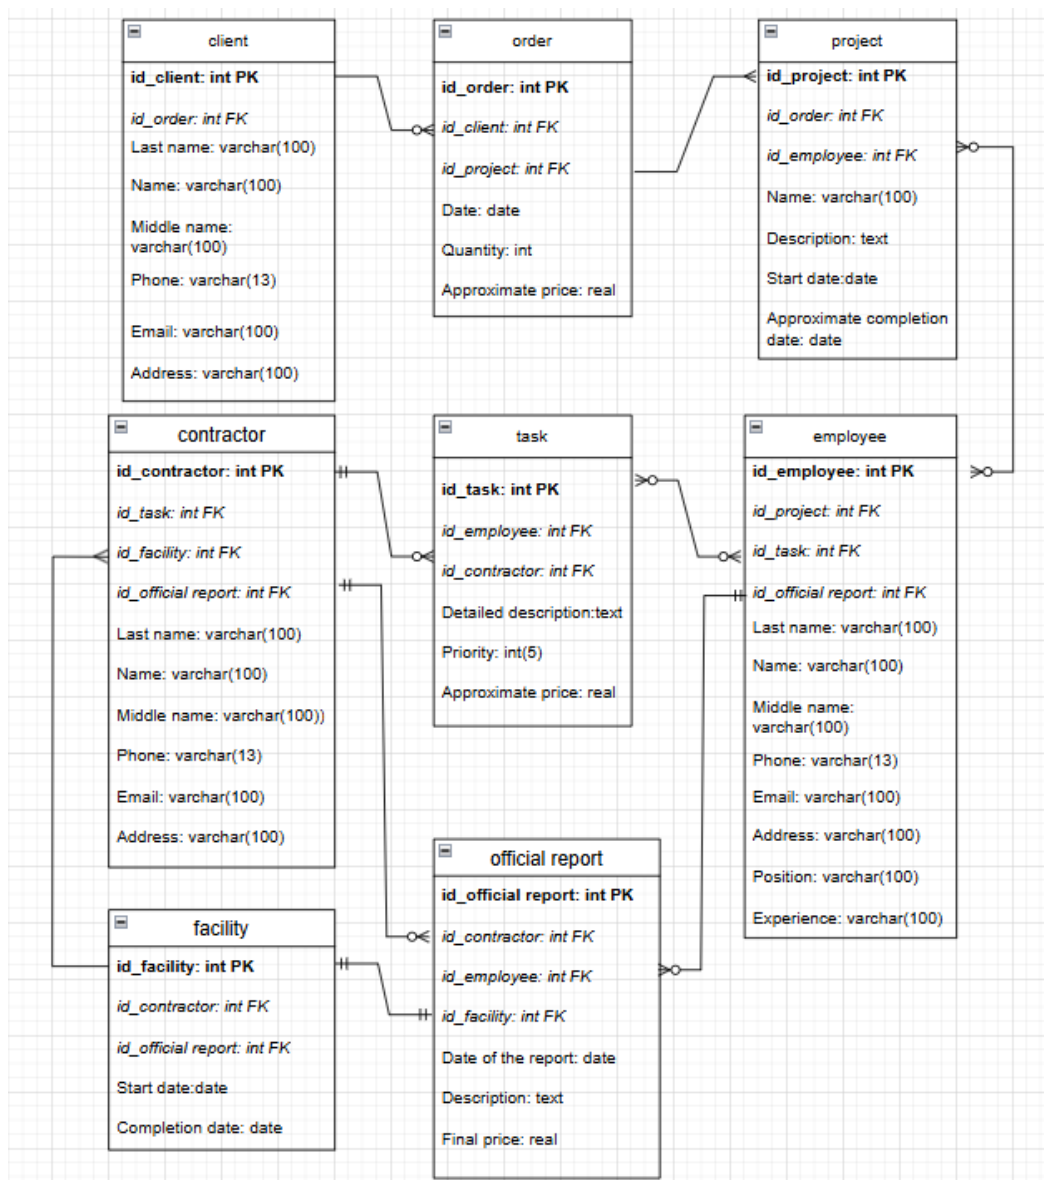 client
id_client: int PK
id_order: int FK
Last name: varchar(100)
Name: varchar(100)
Middle name:
varchar(100)
Phone: varchar(13)
Email: varchar(100)
Address: varchar(100)
order
id_order: int PK
id_client: int FK
id_project: int FK
Date: date
Quantity: int
Approximate price: real
project
id_project: int PK
id_order: int FK
id_employee: int FK
Name: varchar(100)
Description: text
Start date:date
Approximate completion
date: date
contractor
id_contractor: int PK
id_task: int FK
id_facility: int FK
id_official report: int FK
Last name: varchar(100)
Name: varchar(100)
Middle name: varchar(100))
Phone: varchar(13)
Email: varchar(100)
Address: varchar(100)
task
id_task: int PK
id_employee: int FK
id_contractor: int FK
Detailed description:text
Priority: int(5)
Approximate price: real
employee
id_employee: int PK
id_project: int FK
id_task: int FK
id_official report: int FK
Last name: varchar(100)
Name: varchar(100)
Middle name:
varchar(100)
Phone: varchar(13)
Email: varchar(100)
Address: varchar(100)
Position: varchar(100)
Experience: varchar(100)
facility
id_facility: int PK
id_contractor: int FK
id_official report: int FK
Start date:date
Completion date: date
official report
id_official report: int PK
id_contractor: int FK
id_employee: int FK
id_facility: int FK
Date of the report: date
Description: text
Final price: real